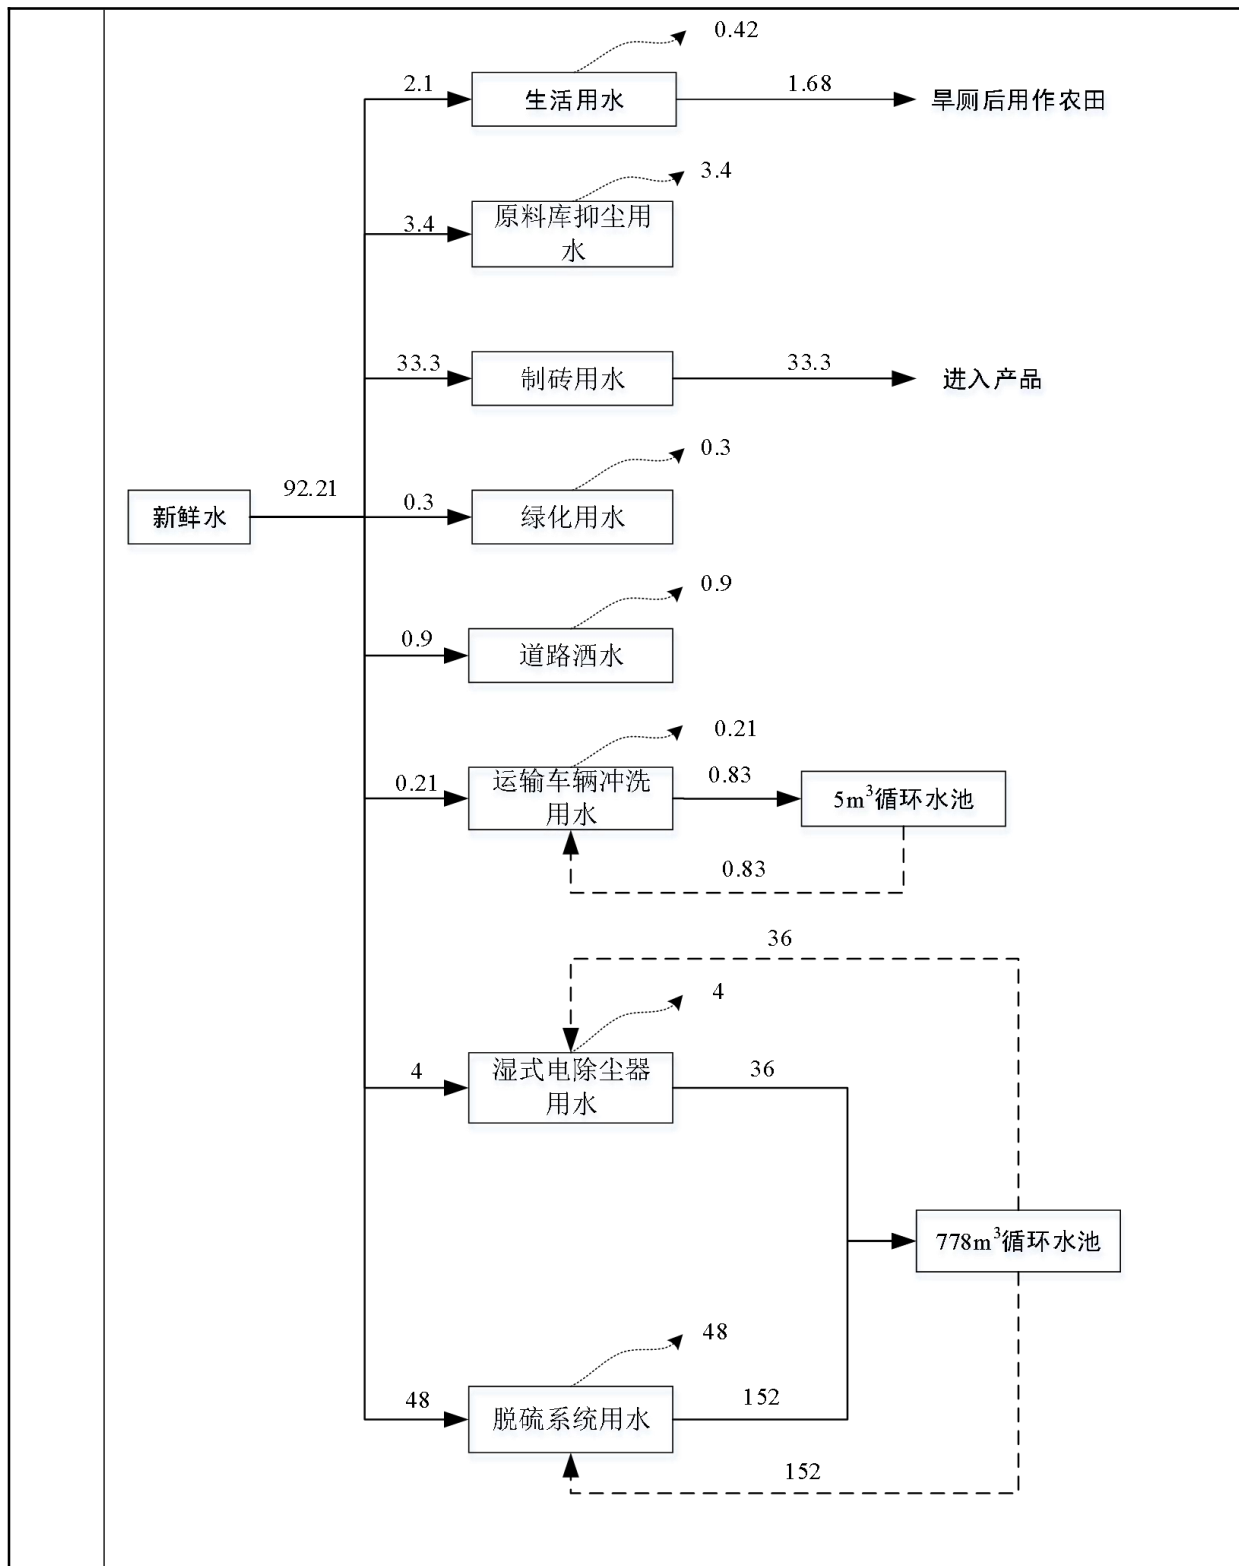 0.42
2.1
生活用水
1.68
旱厕后用作农田
3.4
3.4
原料库抑尘用
水
33.3
制砖用水
33.3
进入产品
0.3
新鲜水
92.21
0.3
绿化用水
0.9
0.9
道路洒水
0.21
0.21
运输车辆冲洗
用水
0.83
5m³循环水池
0.83
36
4
4
湿式电除尘器
用水
36
778m³循环水池
48
48
脱硫系统用水
152
152